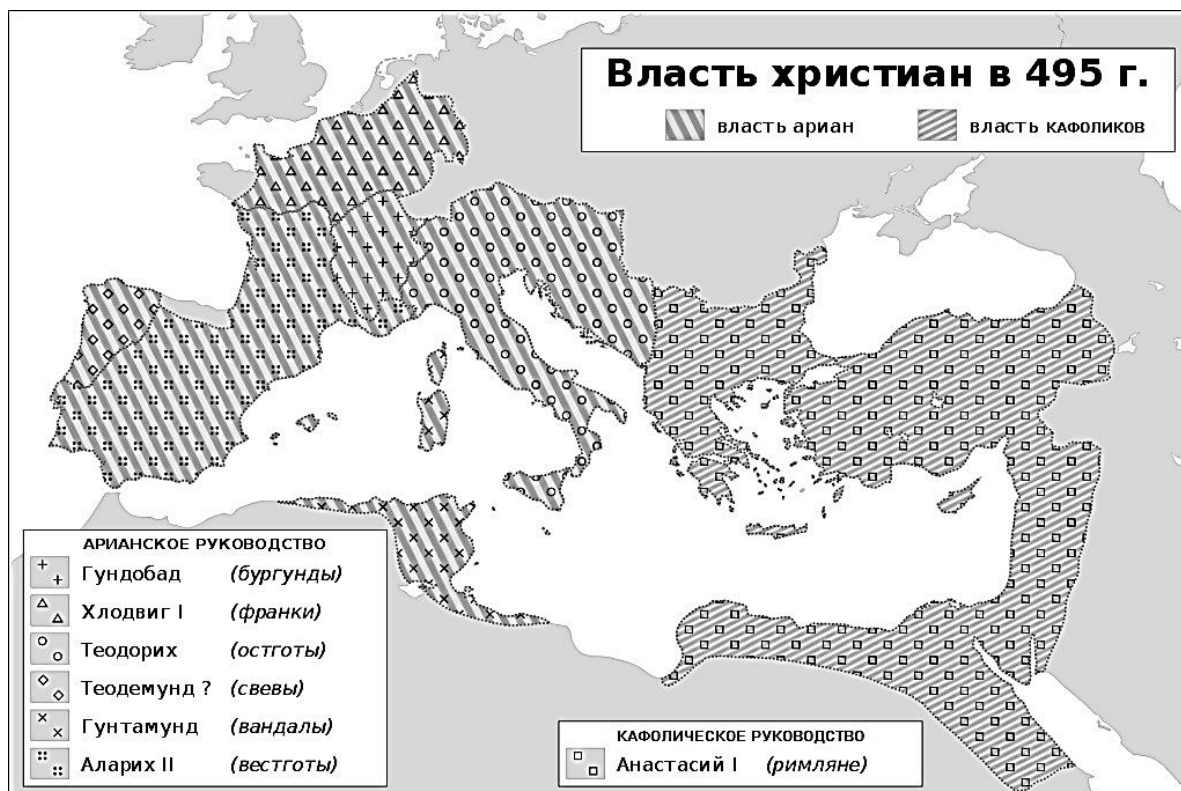 Власть христиан в 495 г.
власть ариан
власть КАФОЛИКОВ
АРИАНСКОЕ РУКОВОДСТВО
Гундобад (бургунды)
Хлодвиг I (франки)
Теодорих (остготы)
Теодемунд ? (свевы)
Гунтамунд (вандалы)
Аларих II (вестготы)
КАФОЛИЧЕСКОЕ РУКОВОДСТВО
Анастасий I (римляне)